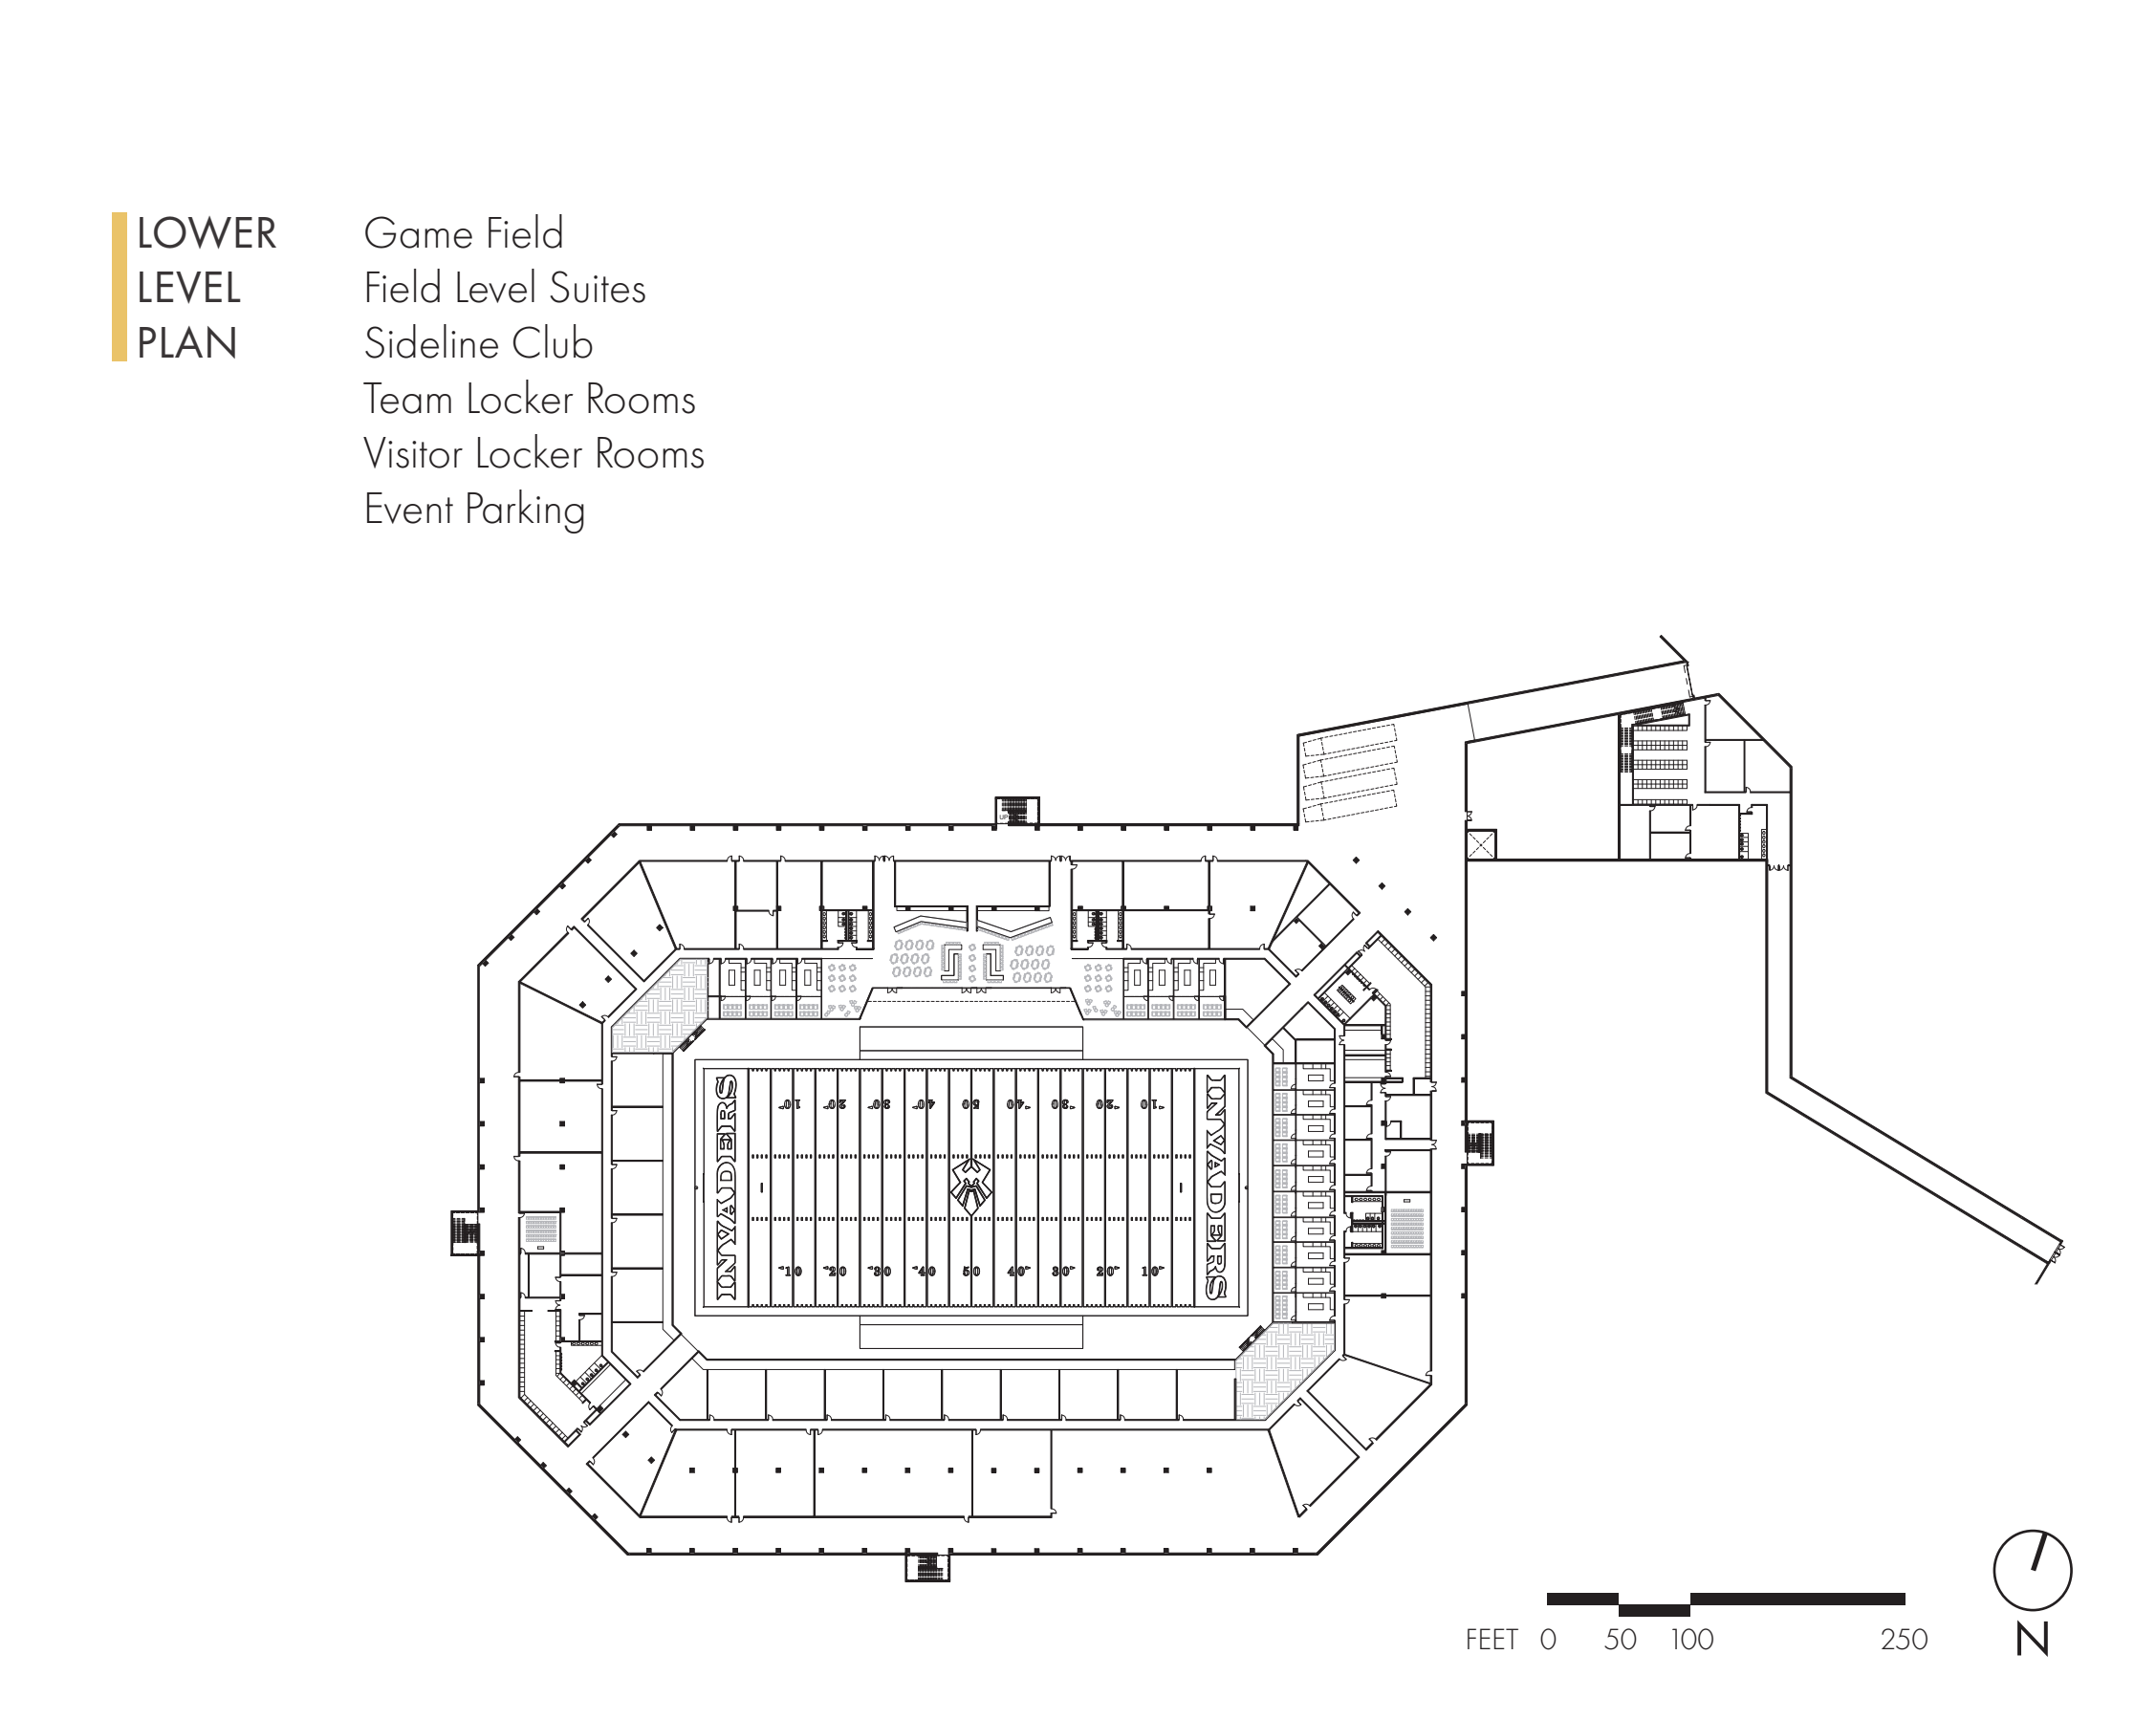 LOWER
LEVEL
PLAN
Game Field
Field Level Suites
Sideline Club
Team Locker Rooms
Visitor Locker Rooms
Event Parking
UP
10 20 30 40 50 40 30 20 10
INVADERS
INVADERS
10 20 30 40 50 40 30 20 10
FEET 0 50 100 250
N